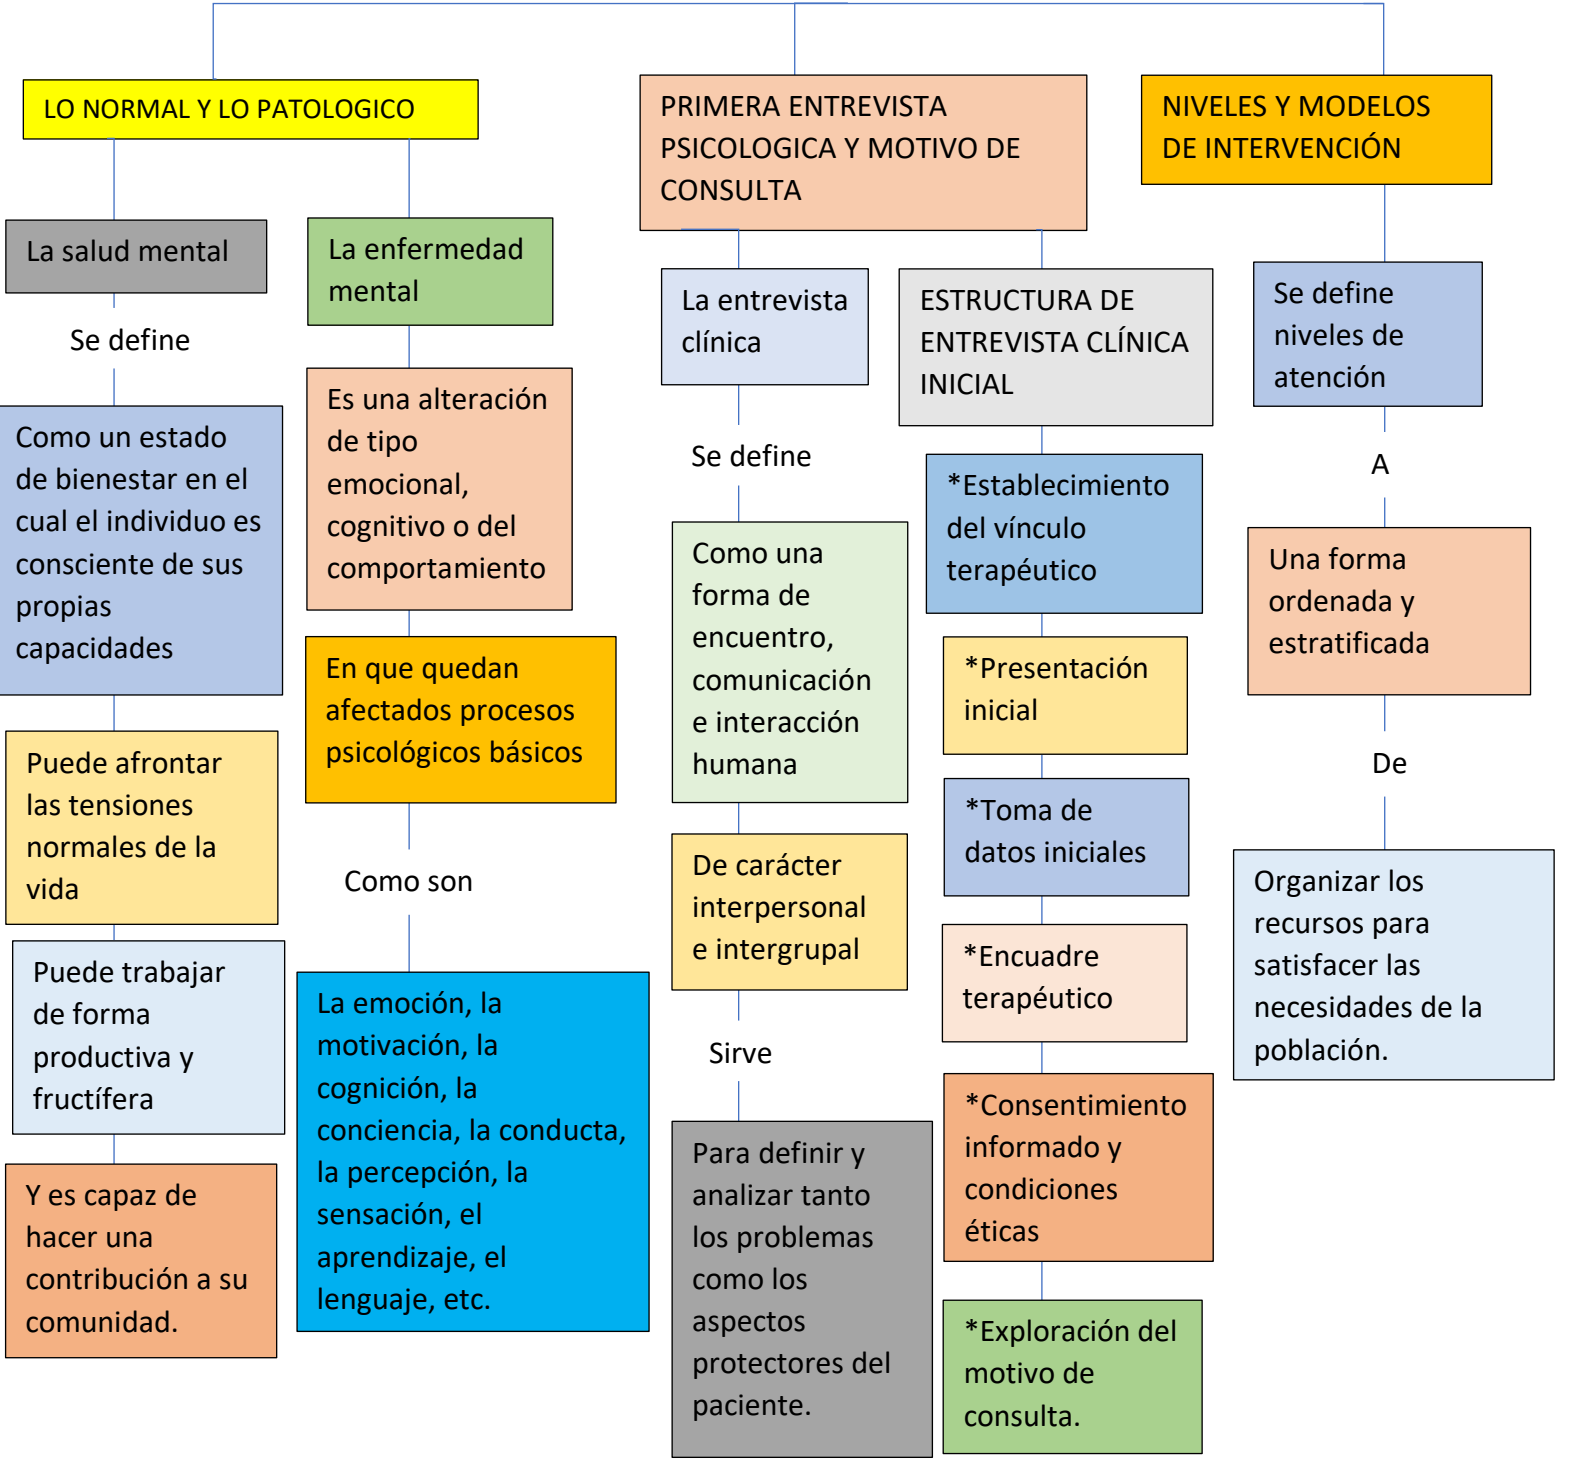 LO NORMAL Y LO PATOLOGICO
La salud mental
Se define
Como un estado
de bienestar en el
cual el individuo es
consciente de sus
propias
capacidades
Puede afrontar
las tensiones
normales de la
vida
Puede trabajar
de forma
productiva y
fructífera
Y es capaz de
hacer una
contribución a su
comunidad.
La enfermedad
mental
Es una alteración
de tipo
emocional,
cognitivo o del
comportamiento
En que quedan
afectados procesos
psicológicos básicos
Como son
La emoción, la
motivación, la
cognición, la
conciencia, la conducta,
la percepción, la
sensación, el
aprendizaje, el
lenguaje, etc.
PRIMERA ENTREVISTA
PSICOLOGICA Y MOTIVO DE
CONSULTA
La entrevista
clínica
Se define
Como una
forma de
encuentro,
comunicación
e interacción
humana
De carácter
interpersonal
e intergrupal
Sirve
Para definir y
analizar tanto
los problemas
como los
aspectos
protectores del
paciente.
ESTRUCTURA DE
ENTREVISTA CLÍNICA
INICIAL
*Establecimiento
del vínculo
terapéutico
*Presentación
inicial
*Toma de
datos iniciales
*Encuadre
terapéutico
*Consentimiento
informado y
condiciones
éticas
*Exploración del
motivo de
consulta.
NIVELES Y MODELOS
DE INTERVENCIÓN
Se define
niveles de
atención
A
Una forma
ordenada y
estratificada
De
Organizar los
recursos para
satisfacer las
necesidades de la
población.